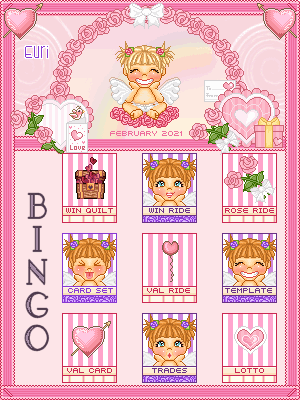 Euri
Love
FEBRUARY 2021
BINGO
WIN QUILT
WIN RIDE
ROSE RIDE
CARD SET
VAL RIDE
TEMPLATE
VAL CARD
TRADES
LOTTO